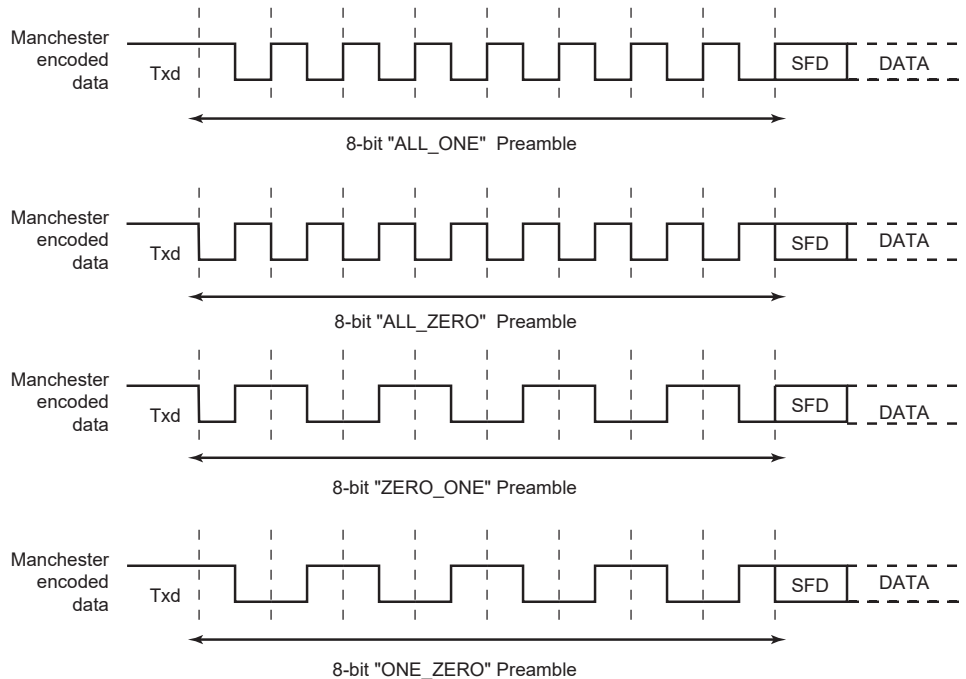 Manchester
encoded
data
Txd
SFD
DATA
8-bit "ALL_ONE" Preamble
Manchester
encoded
data
Txd
SFD
DATA
8-bit "ALL_ZERO" Preamble
Manchester
encoded
data
Txd
SFD
DATA
8-bit "ZERO_ONE" Preamble
Manchester
encoded
data
Txd
SFD
DATA
8-bit "ONE_ZERO" Preamble